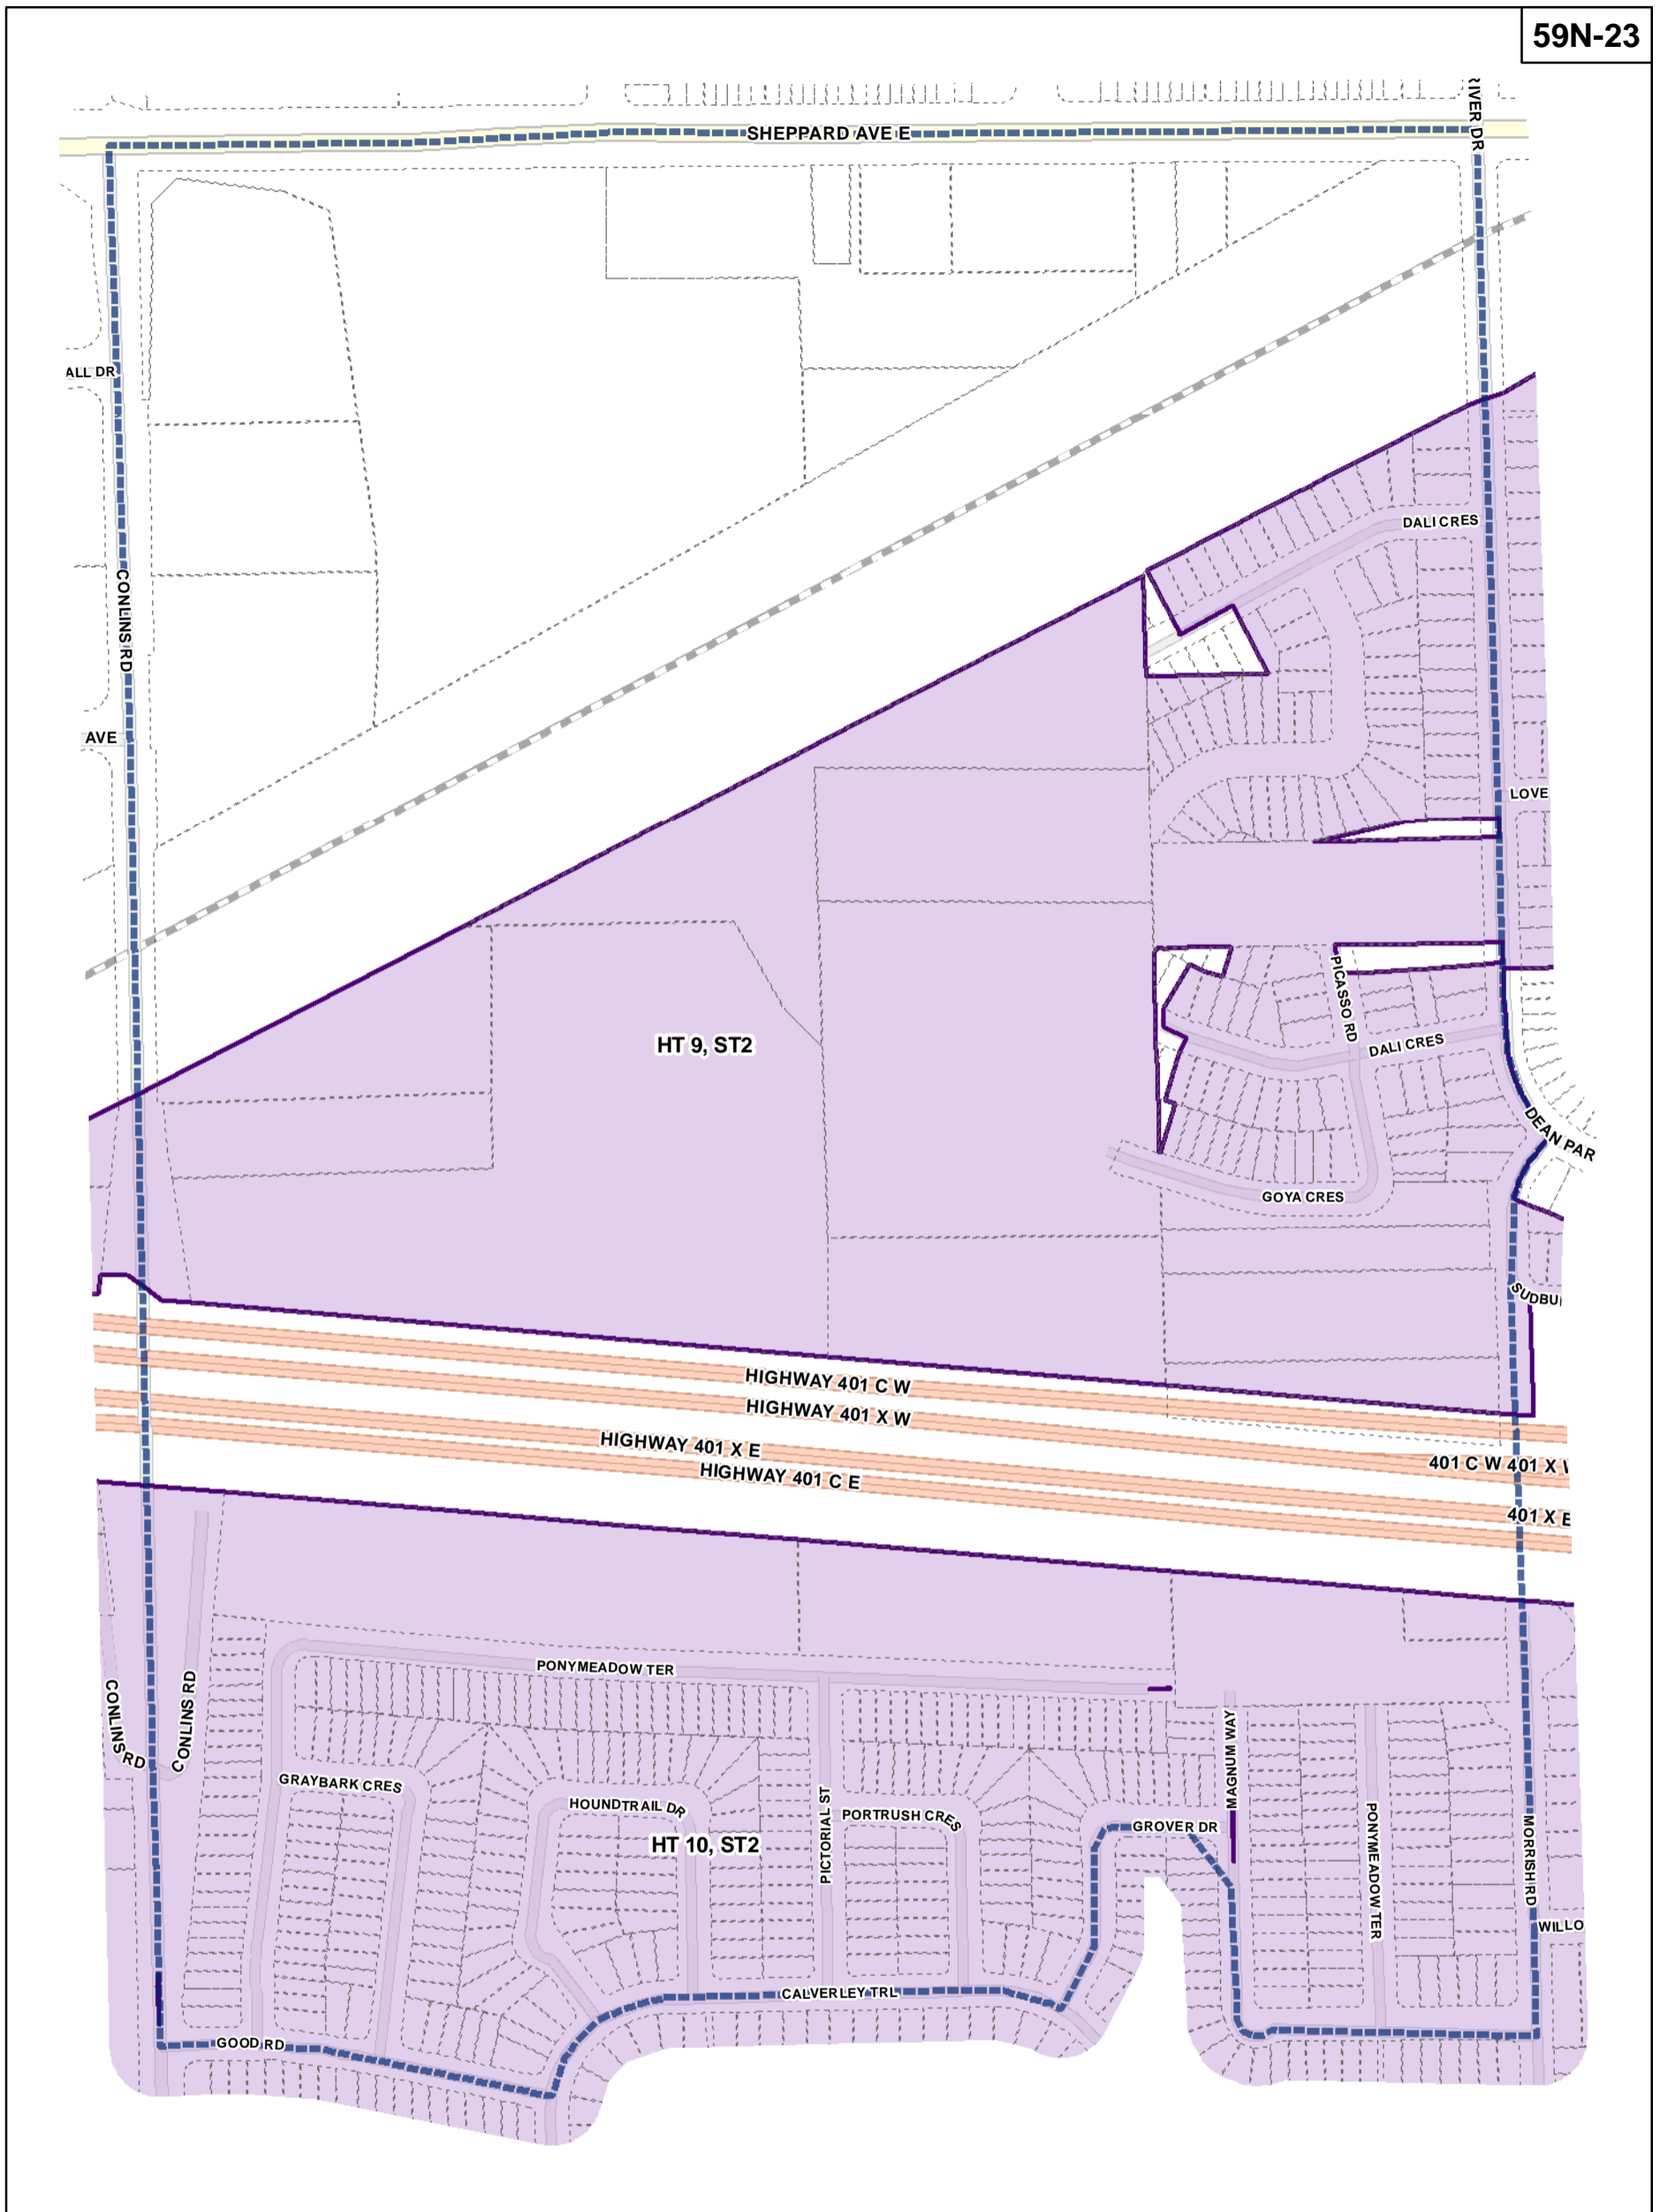 59N-23
SHEPPARD AVE E
IVER DR
ALL DR
CONLINS RD
AVE
DALI CRES
LOVE
PICASSO RD
DALI CRES
HT 9, ST2
DEAN PAR
GOYA CRES
SUDBU
HIGHWAY 401 C W
HIGHWAY 401 X W
HIGHWAY 401 X E
HIGHWAY 401 C E
401 C W 401 X
401 X E
CONLINS RD
CONLINS RD
PONYMEADOW TER
MAGNUM WAY
GRAYBARK CRES
HOUNDTRAIL DR
PICTORIAL ST
PORTRUSH CRES
GROVER DR
PONYMEADOW TER
MORRISH RD
HT 10, ST2
WILLO
CALVERLEY TRL
GOOD RD